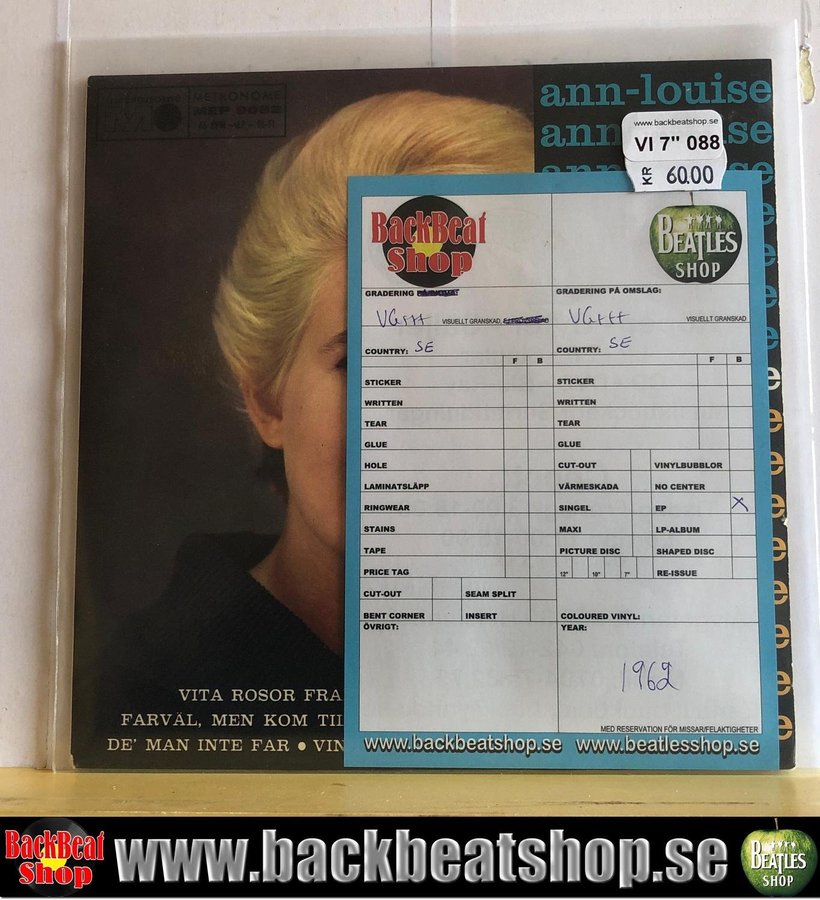 METRONOME
MEP 9082
ann-louise
www.backbeatshop.se
VI 7" 088
KR 60.00
BackBeat
Shop
BEATLES
SHOP
GRADERING
GRADERING PÅ OMSLAG:
VG+++ VISUELLT GRANSKAD,
VG+++ VISUELLT GRANSKAD
COUNTRY: SE
COUNTRY: SE
F B
F B
STICKER
STICKER
WRITTEN
WRITTEN
TEAR
TEAR
GLUE
GLUE
HOLE
CUT-OUT VINYLBUBBLOR
LAMINATSLÄPP
VÄRMESKADA NO CENTER
RINGWEAR
SINGEL EP X
STAINS
MAXI LP-ALBUM
TAPE
PICTURE DISC SHAPED DISC
PRICE TAG
12" 10" 7" RE-ISSUE
CUT-OUT SEAM SPLIT
BENT CORNER INSERT
COLOURED VINYL:
ÖVRIGT:
YEAR:
1962
MED RESERVATION FÖR MISSAR/FELAKTIGHETER
www.backbeatshop.se www.beatlesshop.se
VITA ROSOR FRA
FARVÄL, MEN KOM TIL
DE' MAN INTE FAR • VIN
BackBeat
Shop
www.backbeatshop.se
BEATLES
SHOP